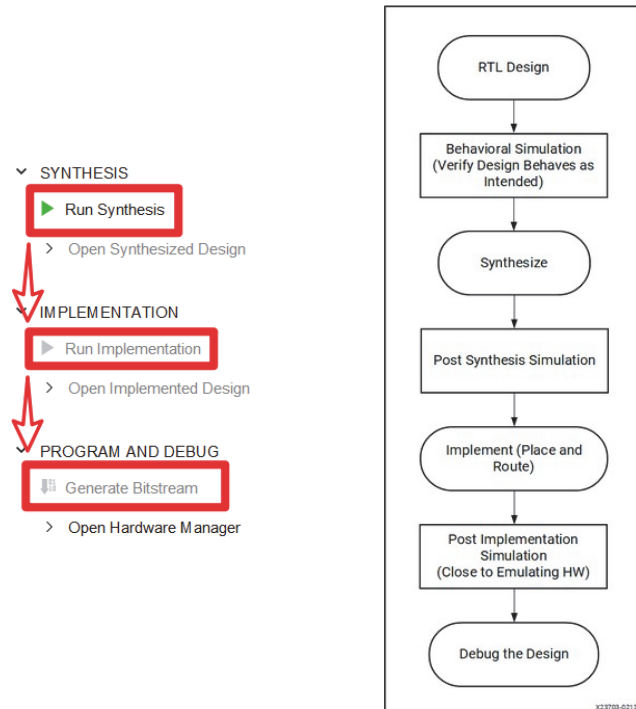 SYNTHESIS
Run Synthesis
Open Synthesized Design
IMPLEMENTATION
Run Implementation
Open Implemented Design
PROGRAM AND DEBUG
Generate Bitstream
Open Hardware Manager
RTL Design
Behavioral Simulation
(Verify Design Behaves as
Intended)
Synthesize
Post Synthesis Simulation
Implement (Place and
Route)
Post Implementation
Simulation
(Close to Emulating HW)
Debug the Design